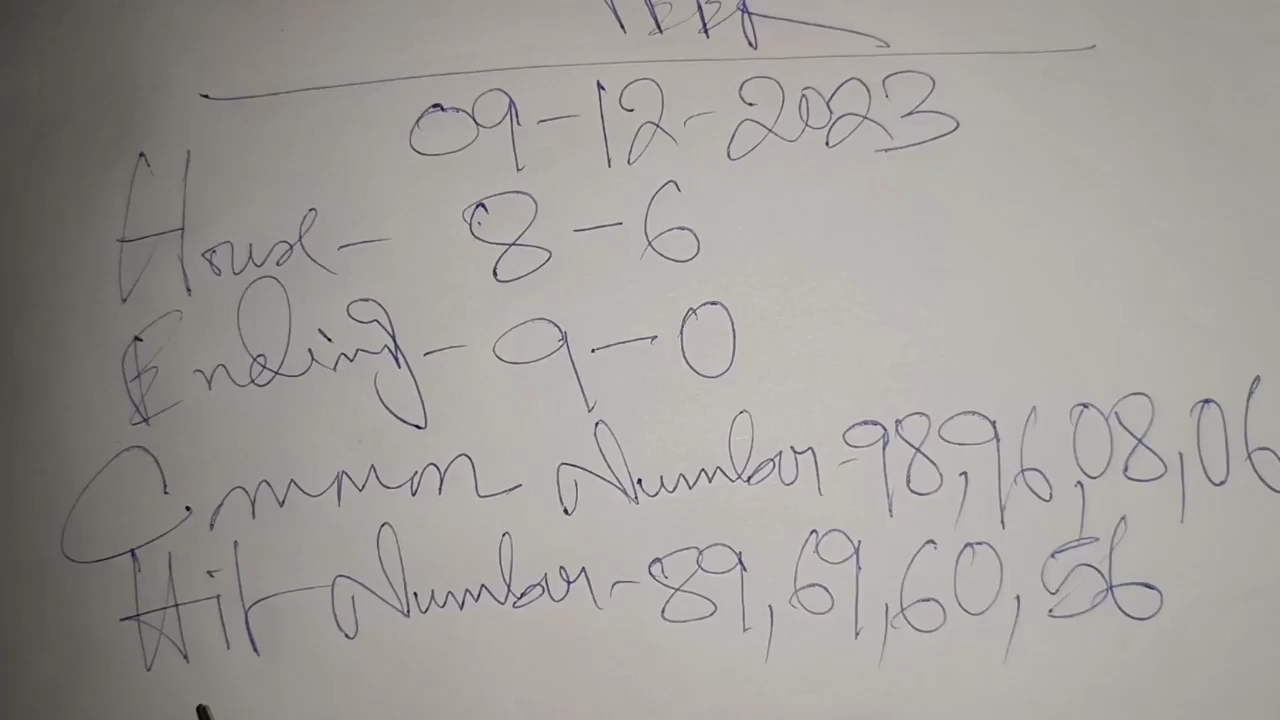 TEER
09-12-2023
House- 8-6
Ending- 9-0
Common Number-98,96,08,06
Hit Number-89,69,60,56